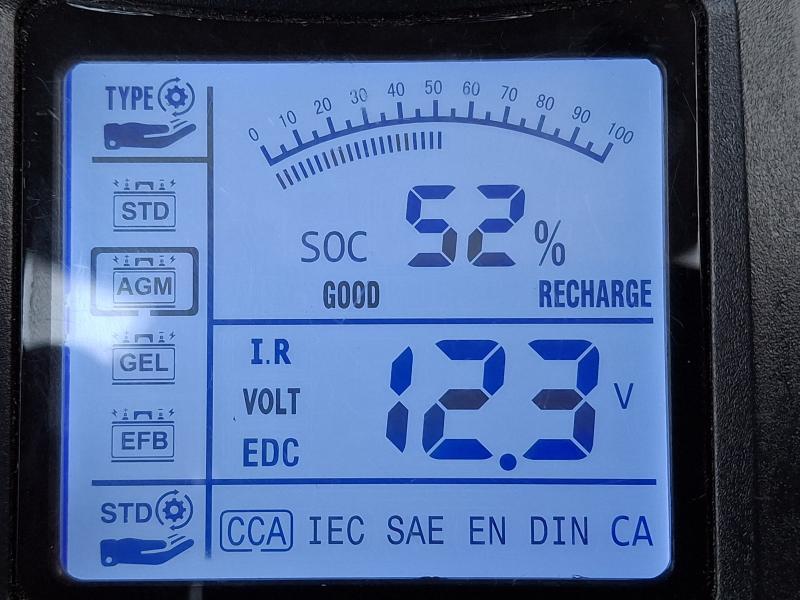 TYPE
0 10 20 30 40 50 60 70 80 90 100
STD
SOC 52 %
AGM
GOOD RECHARGE
GEL
I.R
VOLT 12.3 V
EFB
EDC
STD
CCA IEC SAE EN DIN CA